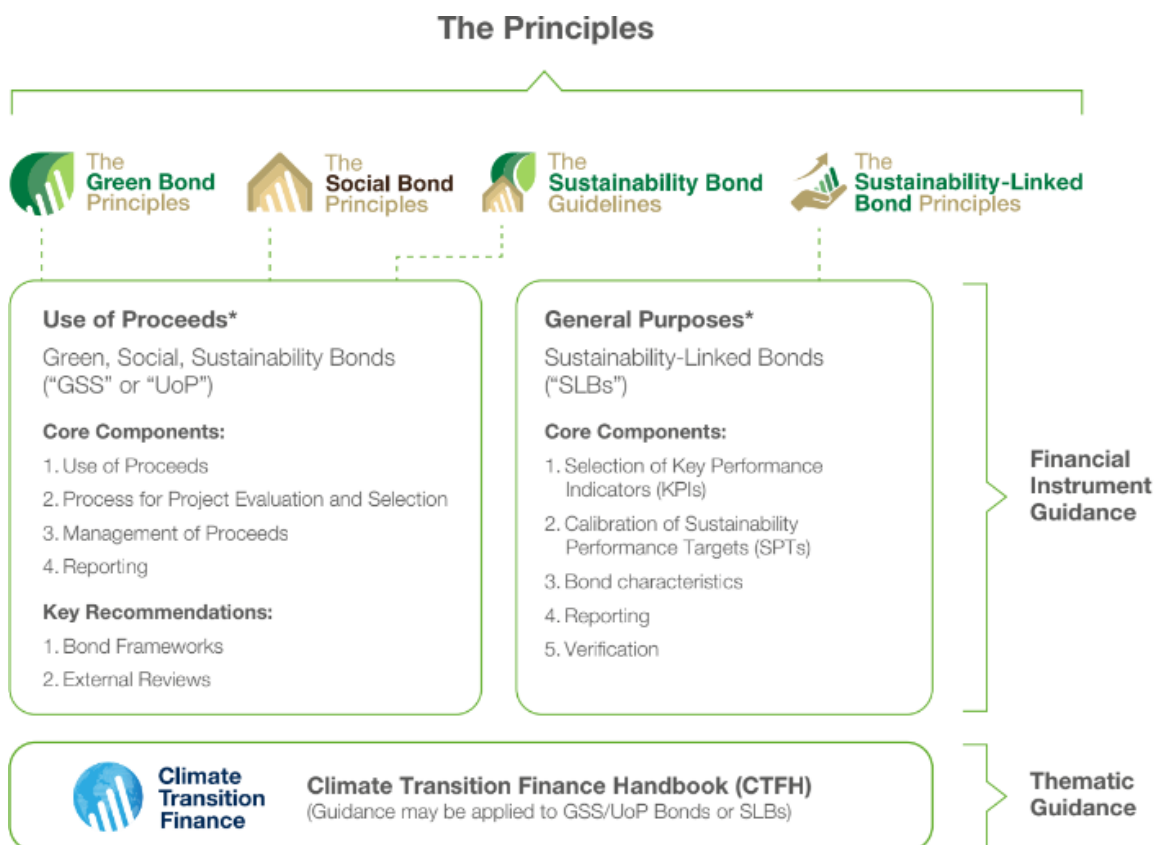 The Principles
The
Green Bond
Principles
The
Social Bond
Principles
The
Sustainability Bond
Guidelines
The
Sustainability-Linked
Bond Principles
Use of Proceeds*
Green, Social, Sustainability Bonds
(“GSS” or “UoP”)
Core Components:
1. Use of Proceeds
2. Process for Project Evaluation and Selection
3. Management of Proceeds
4. Reporting
Key Recommendations:
1. Bond Frameworks
2. External Reviews
General Purposes*
Sustainability-Linked Bonds
(“SLBs”)
Core Components:
1. Selection of Key Performance
Indicators (KPIs)
2. Calibration of Sustainability
Performance Targets (SPTs)
3. Bond characteristics
4. Reporting
5. Verification
Financial
Instrument
Guidance
Climate
Transition
Finance
Climate Transition Finance Handbook (CTFH)
(Guidance may be applied to GSS/UoP Bonds or SLBs)
Thematic
Guidance